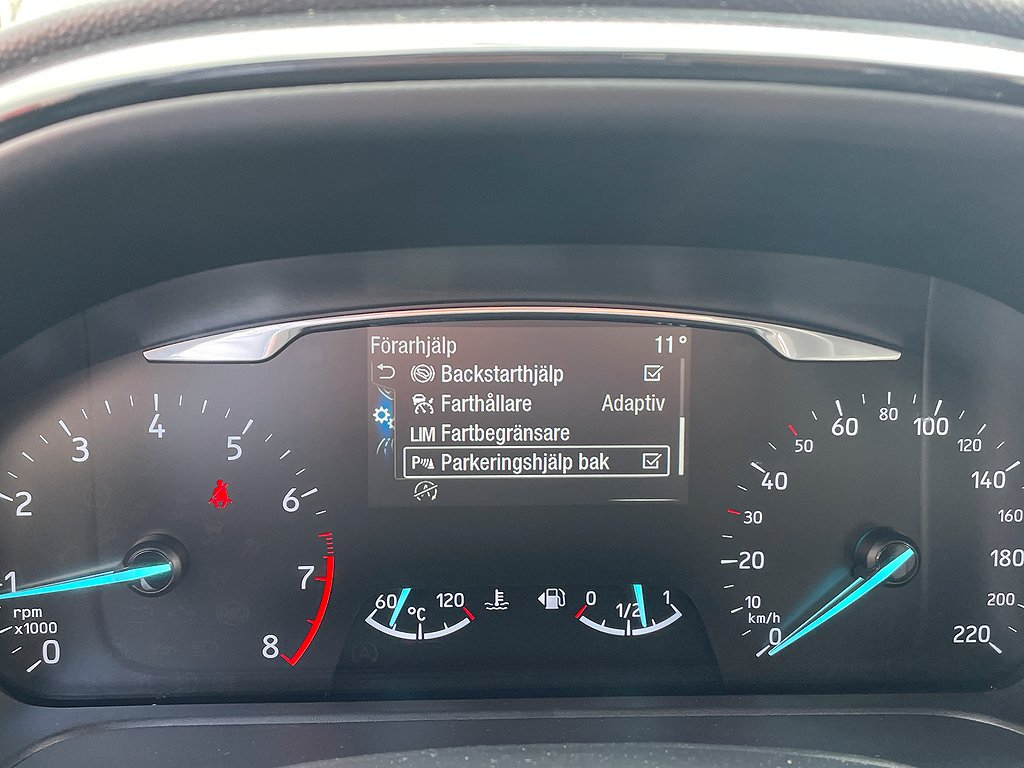 Förarhjälp 11°
Backstarthjälp
Farthållare Adaptiv
LIM Fartbegränsare
P Parkeringshjälp bak
0 1 2 3 4 5 6 7 8
rpm
x1000
60 120
°C
0 1/2 1
0 10 20 30 40 50 60 80 100 120 140 160 180 200 220
km/h